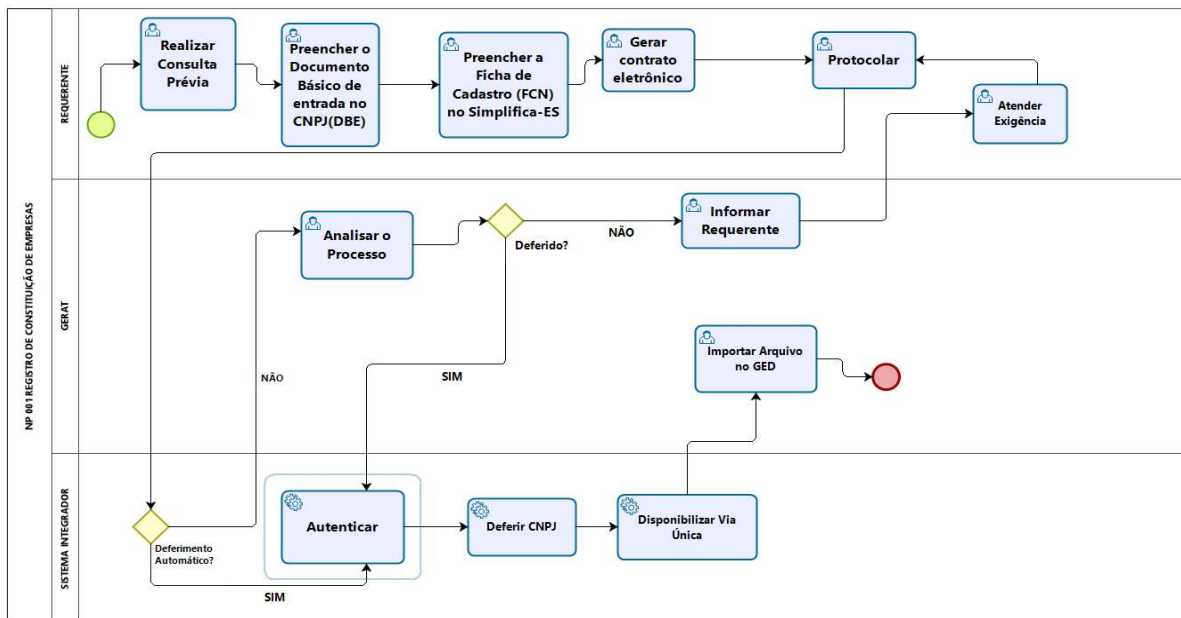 NP 001 REGISTRO DE CONSTITUIÇÃO DE EMPRESAS
REQUERENTE
Realizar
Consulta
Prévia
Preencher o
Documento
Básico de
entrada no
CNPJ(DBE)
Preencher a
Ficha de
Cadastro (FCN)
no Simplifica-ES
Gerar
contrato
eletrônico
Protocolar
Atender
Exigência
GERAT
Analisar o
Processo
Deferido?
NÃO
Informar
Requerente
SIM
NÃO
Importar Arquivo
no GED
SISTEMA INTEGRADOR
Deferimento
Automático?
SIM
Autenticar
Deferir CNPJ
Disponibilizar Via
Única